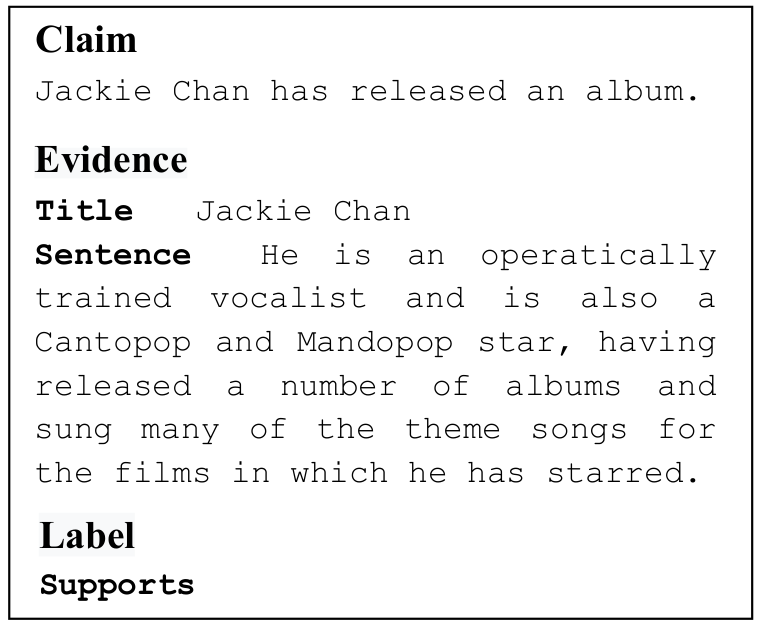 Claim
Jackie Chan has released an album.
Evidence
Title Jackie Chan
Sentence He is an operatically
trained vocalist and is also a
Cantopop and Mandopop star, having
released a number of albums and
sung many of the theme songs for
the films in which he has starred.
Label
Supports